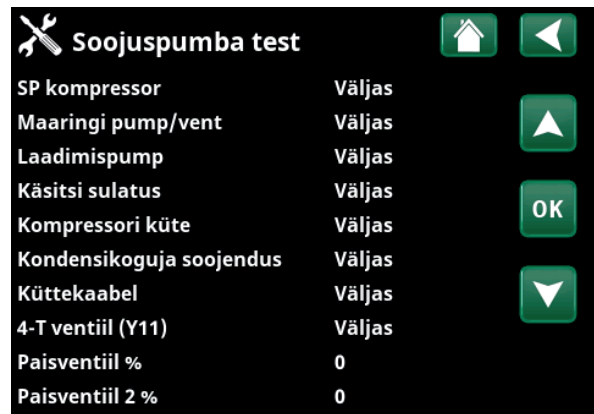 Soojuspumba test
SP kompressor Väljas
Maaringi pump/vent Väljas
Laadimispump Väljas
Käsitsi sulatus Väljas
OK
Kompressori küte Väljas
Kondensikoguja soojendus Väljas
Küttekaabel Väljas
4-T ventiil (Y11) Väljas
Paisventiil % 0
Paisventiil 2 % 0